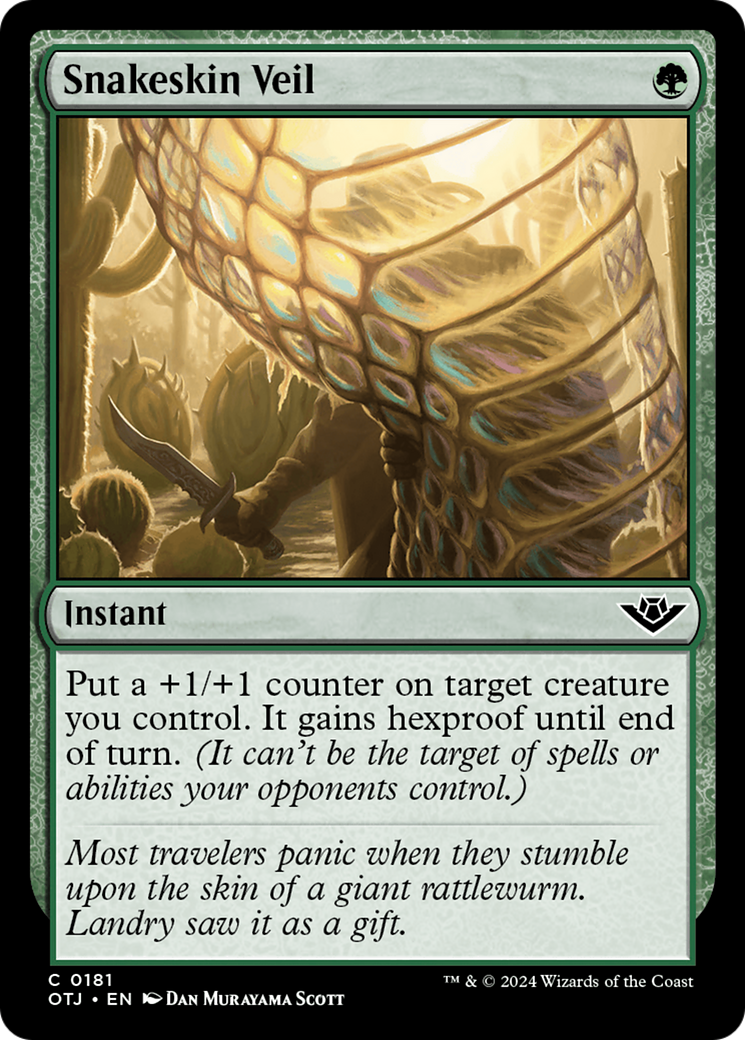 Snakeskin Veil
Instant
Put a +1/+1 counter on target creature
you control. It gains hexproof until end
of turn. (It can't be the target of spells or
abilities your opponents control.)
Most travelers panic when they stumble
upon the skin of a giant rattlewurm.
Landry saw it as a gift.
C 0181
™ & © 2024 Wizards of the Coast
OTJ • EN Dan Murayama Scott